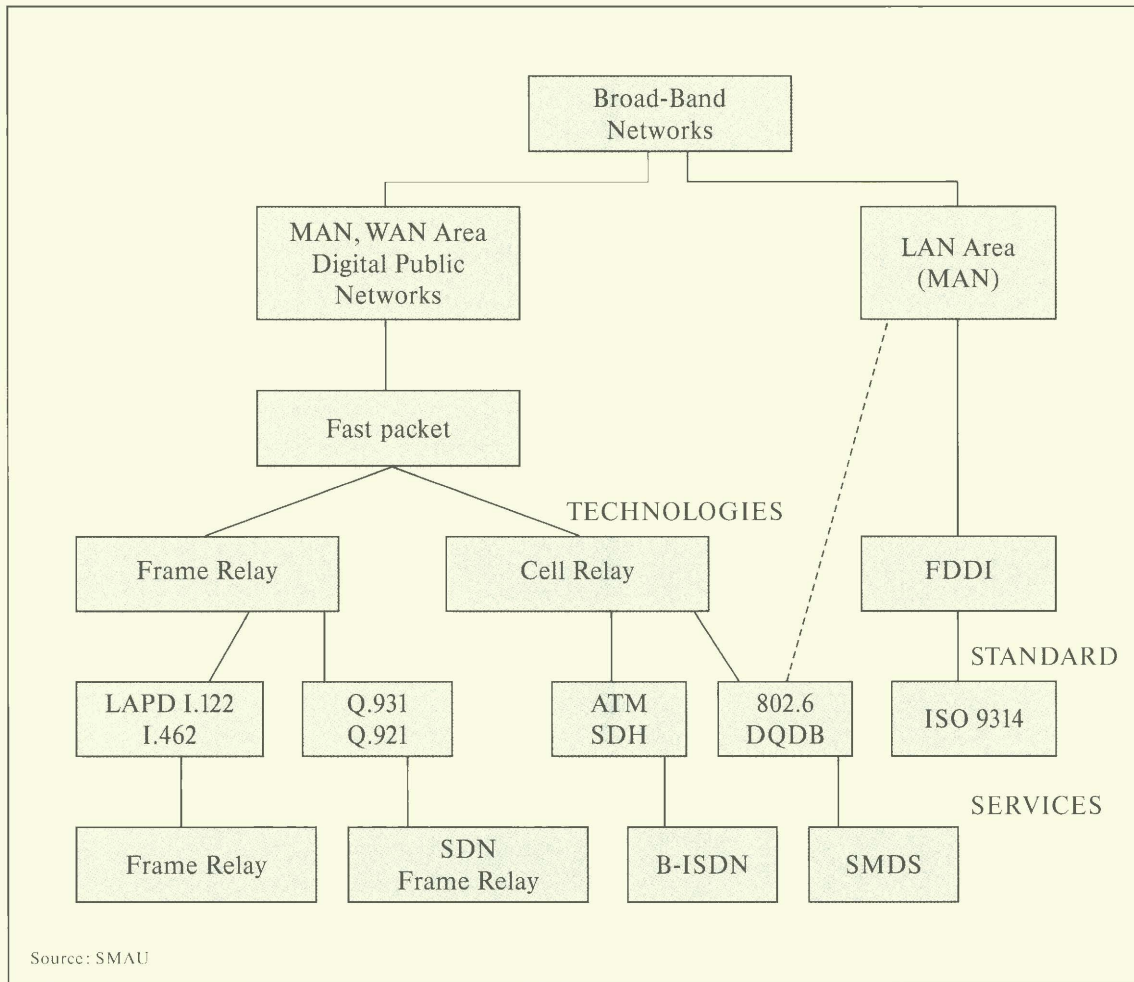 Broad-Band
Networks
MAN, WAN Area
Digital Public
Networks
LAN Area
(MAN)
Fast packet
TECHNOLOGIES
Frame Relay
Cell Relay
FDDI
STANDARD
LAPD I.122
I.462
Q.931
Q.921
ATM
SDH
802.6
DQDB
ISO 9314
SERVICES
Frame Relay
SDN
Frame Relay
B-ISDN
SMDS
Source: SMAU